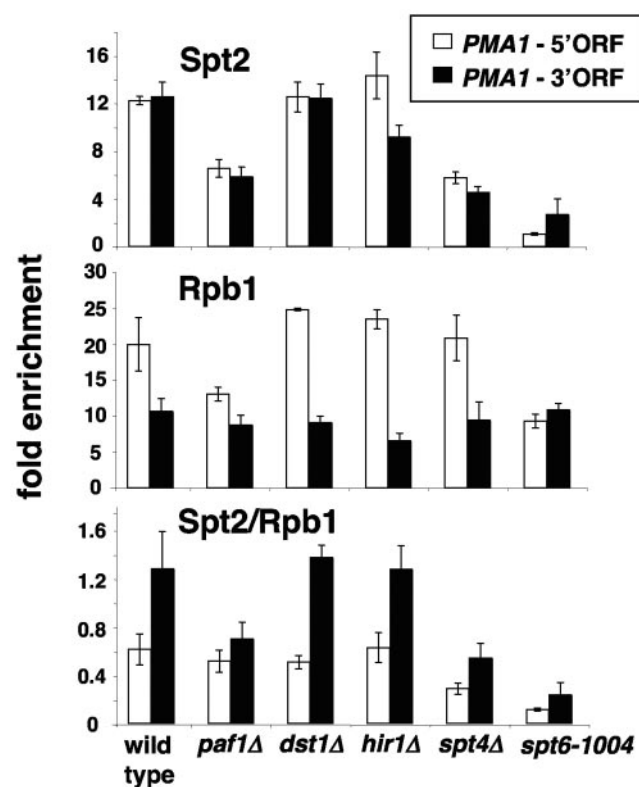 PMA1 - 5'ORF
PMA1 - 3'ORF
Spt2
16
12
8
4
0
Rpb1
30
25
20
15
10
5
0
Spt2/Rpb1
1.6
1.2
0.8
0.4
0
fold enrichment
wild type paf1Δ dst1Δ hir1Δ spt4Δ spt6-1004